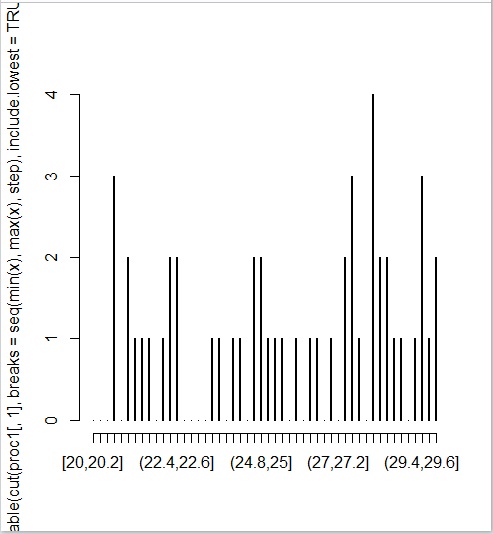 able(cut(proc1[, 1], breaks = seq(min(x), max(x), step), include.lowest = TRU
4
3
2
1
0
[20,20.2] (22.4,22.6] (24.8,25] (27,27.2] (29.4,29.6]